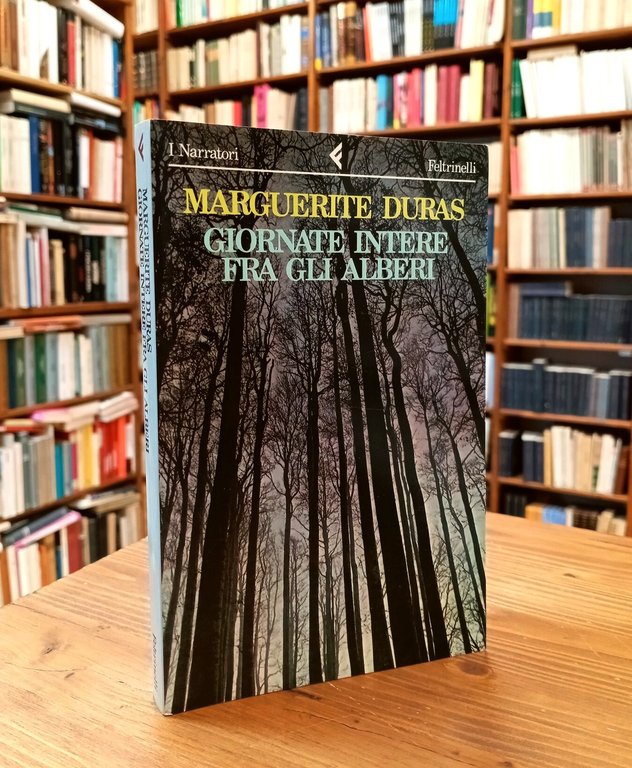 I Narratori
Feltrinelli
MARGUERITE DURAS
GIORNATE INTERE
FRA GLI ALBERI
MARGUERITE DURAS
GIORNATE INTERE FRA GLI ALBERI